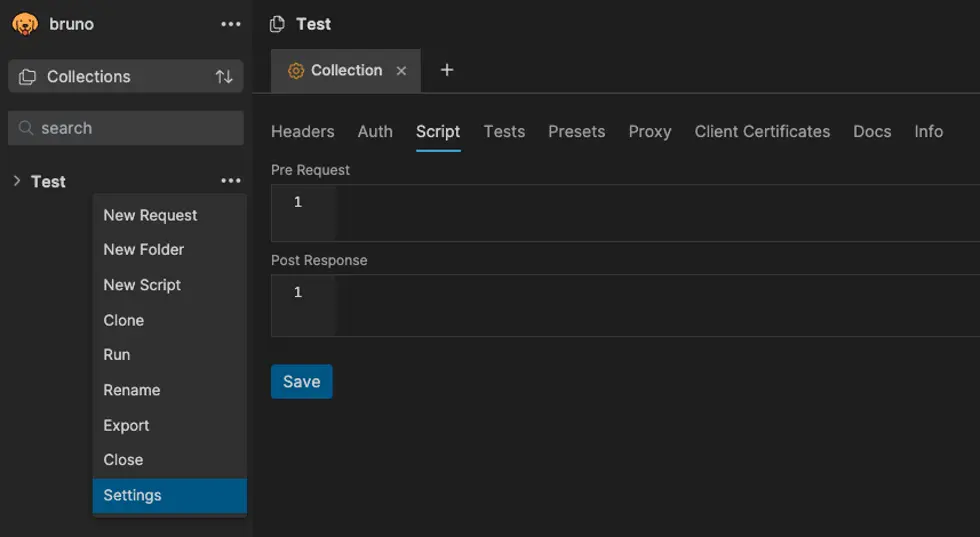 bruno
Collections
search
Test
New Request
New Folder
New Script
Clone
Run
Rename
Export
Close
Settings
Test
Collection
Headers Auth Script Tests Presets Proxy Client Certificates Docs Info
Pre Request
1
Post Response
1
Save